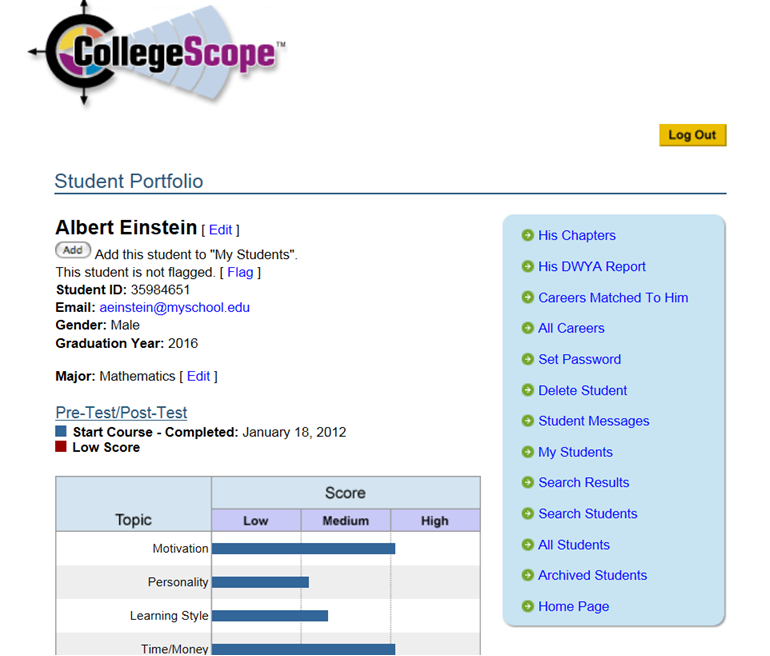 CollegeScope™
Log Out
Student Portfolio
Albert Einstein [ Edit ]
Add Add this student to "My Students".
This student is not flagged. [ Flag ]
Student ID: 35984651
Email: aeinstein@myschool.edu
Gender: Male
Graduation Year: 2016
Major: Mathematics [ Edit ]
Pre-Test/Post-Test
Start Course - Completed: January 18, 2012
Low Score
Topic
Score
Low Medium High
Motivation
Personality
Learning Style
Time/Money
His Chapters
His DWYA Report
Careers Matched To Him
All Careers
Set Password
Delete Student
Student Messages
My Students
Search Results
Search Students
All Students
Archived Students
Home Page